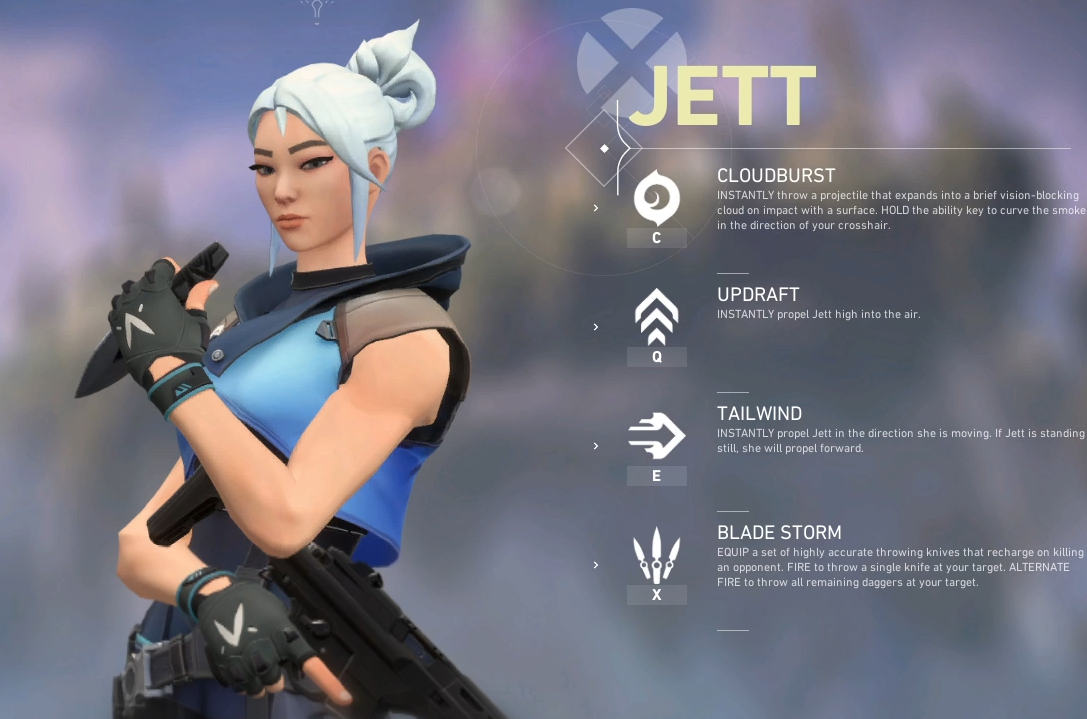 JETT
CLOUDBURST
INSTANTLY throw a projectile that expands into a brief vision-blocking
cloud on impact with a surface. HOLD the ability key to curve the smoke
in the direction of your crosshair.
C
UPDRAFT
INSTANTLY propel Jett high into the air.
Q
TAILWIND
INSTANTLY propel Jett in the direction she is moving. If Jett is standing
still, she will propel forward.
E
BLADE STORM
EQUIP a set of highly accurate throwing knives that recharge on killing
an opponent. FIRE to throw a single knife at your target. ALTERNATE
FIRE to throw all remaining daggers at your target.
X